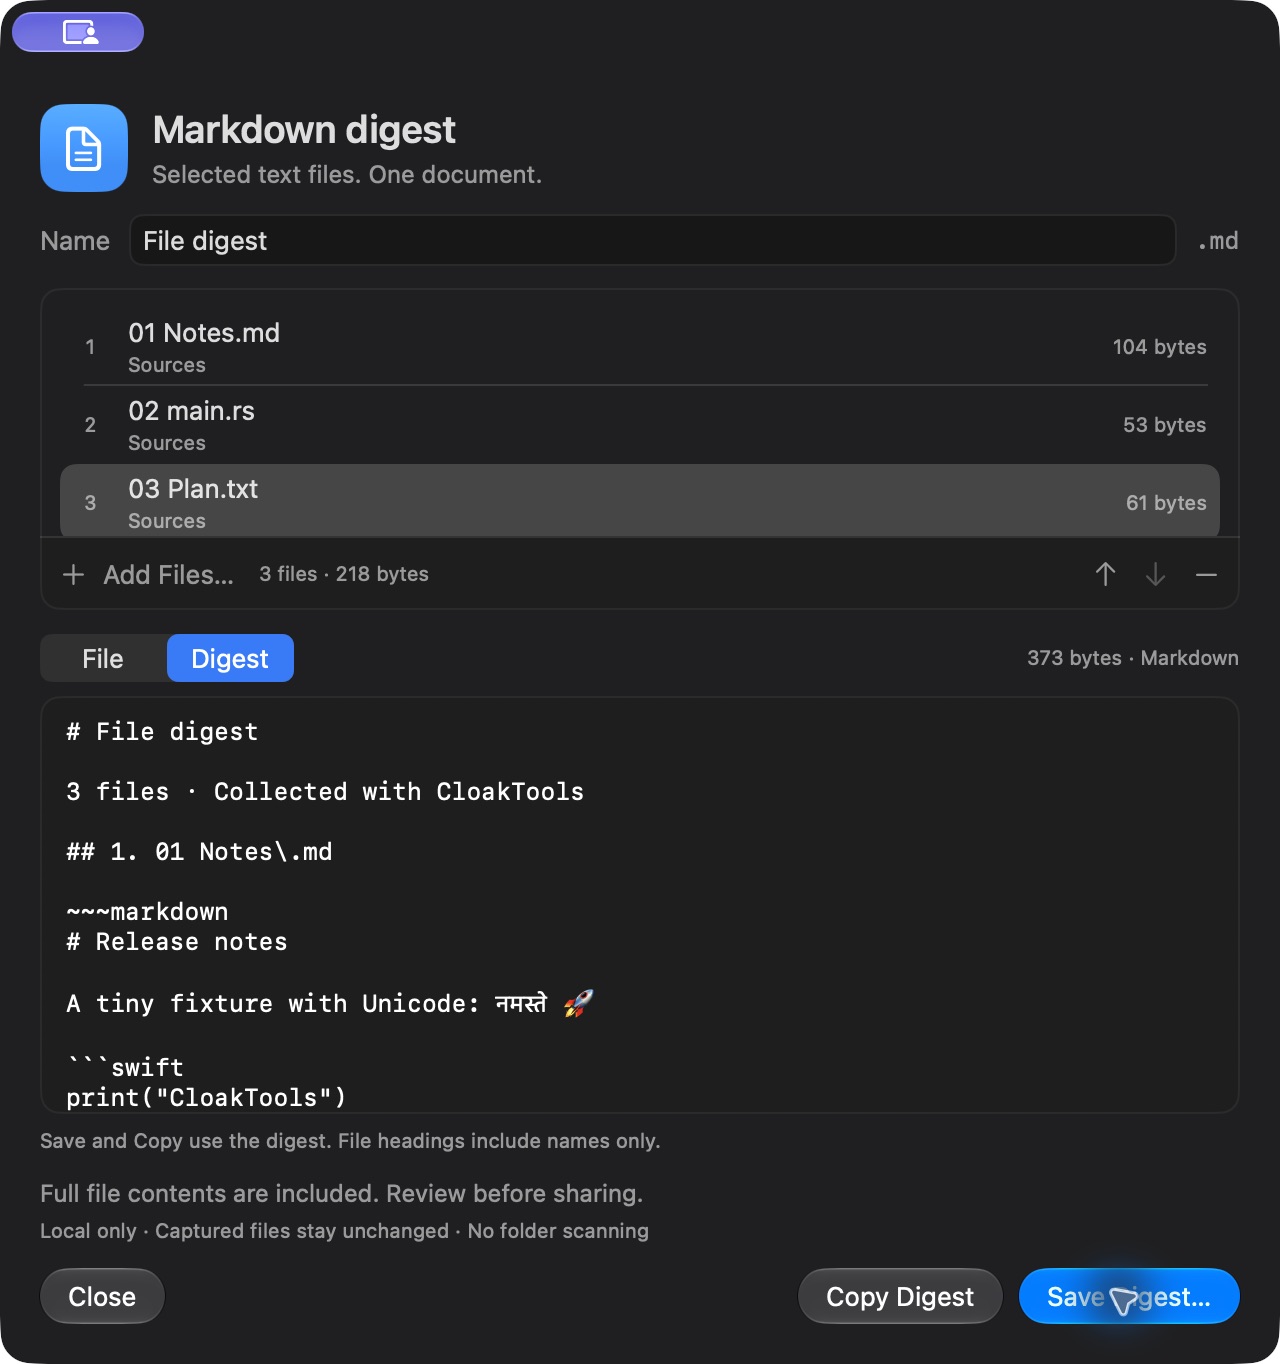 Markdown digest
Selected text files. One document.
Name File digest .md
1 01 Notes.md 104 bytes
Sources
2 02 main.rs 53 bytes
Sources
3 03 Plan.txt 61 bytes
Sources
Add Files... 3 files · 218 bytes
File Digest 373 bytes · Markdown
# File digest
3 files · Collected with CloakTools
## 1. 01 Notes\.md
~~~markdown
# Release notes
A tiny fixture with Unicode: नमस्ते 🚀
```swift
print("CloakTools")
Save and Copy use the digest. File headings include names only.
Full file contents are included. Review before sharing.
Local only · Captured files stay unchanged · No folder scanning
Close Copy Digest Save Digest...